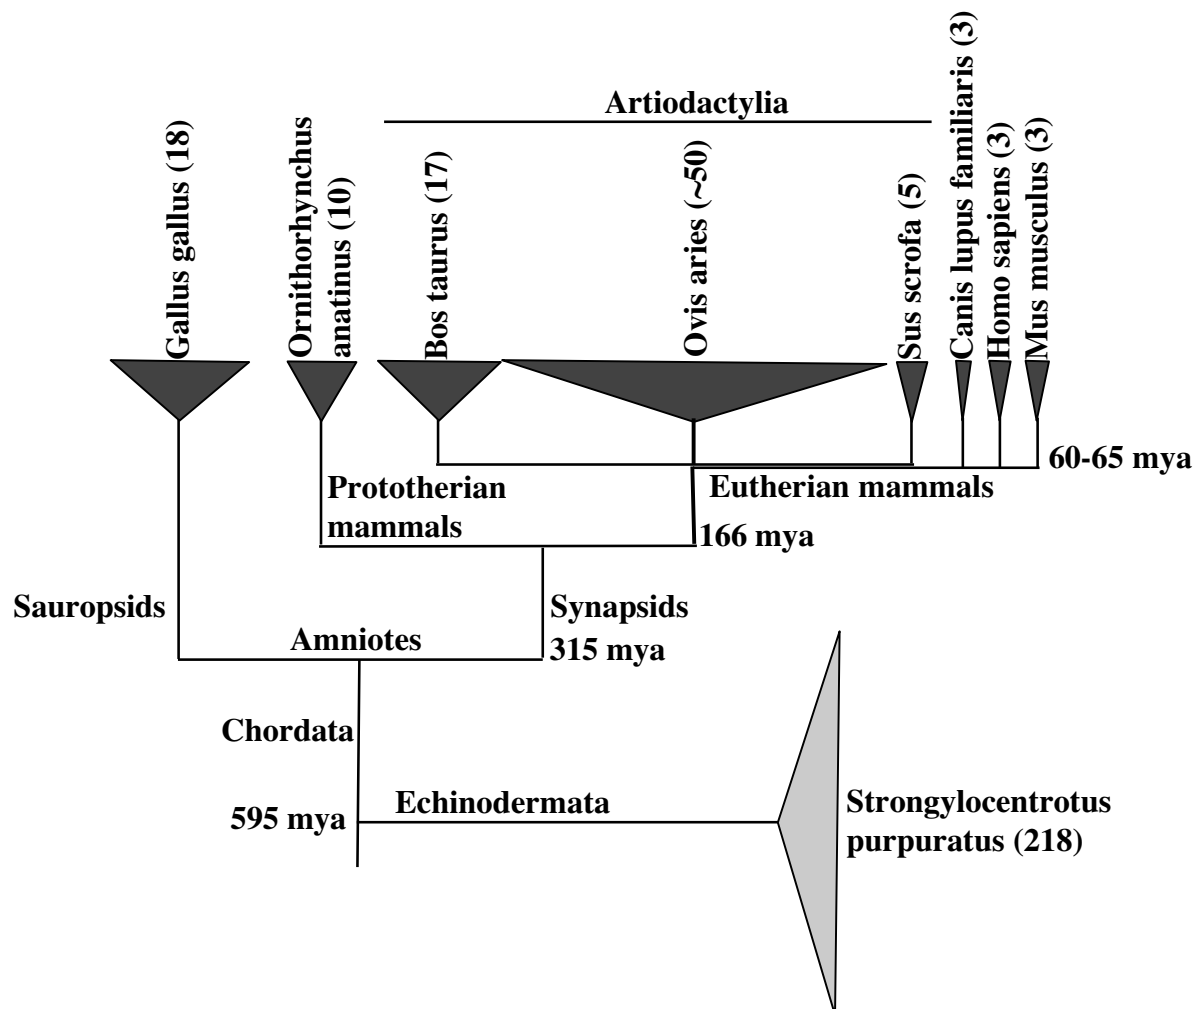 Artiodactylia
Gallus gallus (18)
Ornithorhynchus
anatinus (10)
Bos taurus (17)
Ovis aries (~50)
Sus scrofa (5)
Canis lupus familiaris (3)
Homo sapiens (3)
Mus musculus (3)
60-65 mya
Prototherian
mammals
Eutherian mammals
166 mya
Sauropsids
Synapsids
Amniotes
315 mya
Chordata
Echinodermata
595 mya
Strongylocentrotus
purpuratus (218)